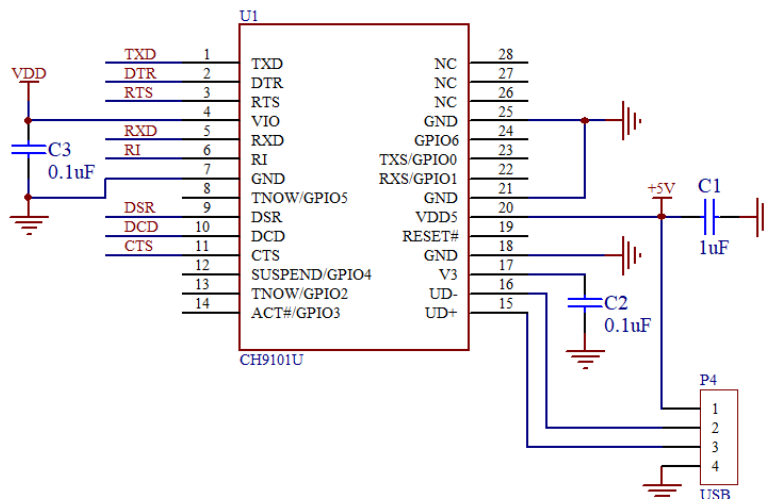 U1
TXD 1 TXD
DTR 2 DTR
RTS 3 RTS
VDD
4 VIO
RXD 5 RXD
RI 6 RI
7 GND
8 TNOW/GPIO5
DSR 9 DSR
DCD 10 DCD
CTS 11 CTS
12 SUSPEND/GPIO4
13 TNOW/GPIO2
14 ACT#/GPIO3
C3
0.1uF
NC 28
NC 27
NC 26
GND 25
GPIO6 24
TXS/GPIO0 23
RXS/GPIO1 22
GND 21
VDD5 20
RESET# 19
GND 18
V3 17
UD- 16
UD+ 15
CH9101U
+5V
C1
1uF
C2
0.1uF
P4
1
2
3
4
USB